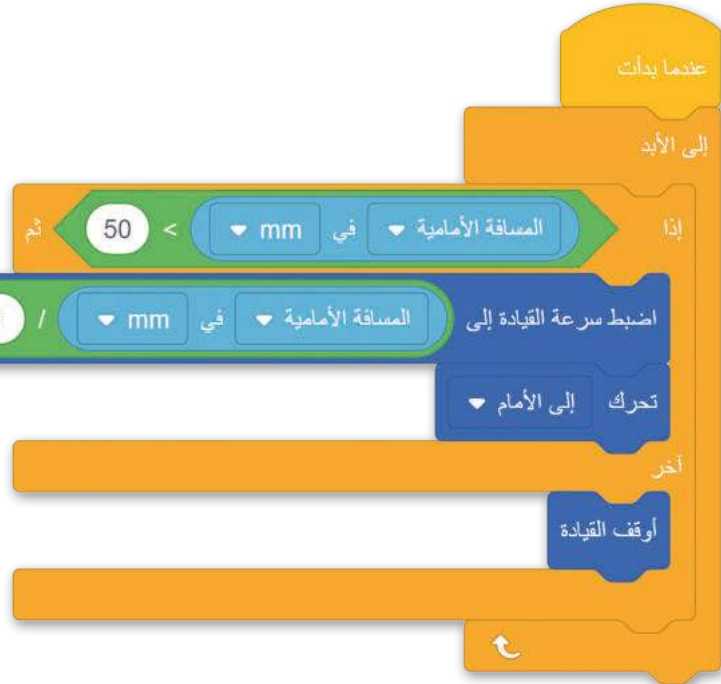 عندما بدأت
إلى الأبد
إذا المسافة الأمامية في mm > 50 ثم
اضبط سرعة القيادة إلى المسافة الأمامية في mm /
تحرك إلى الأمام
آخر
أوقف القيادة